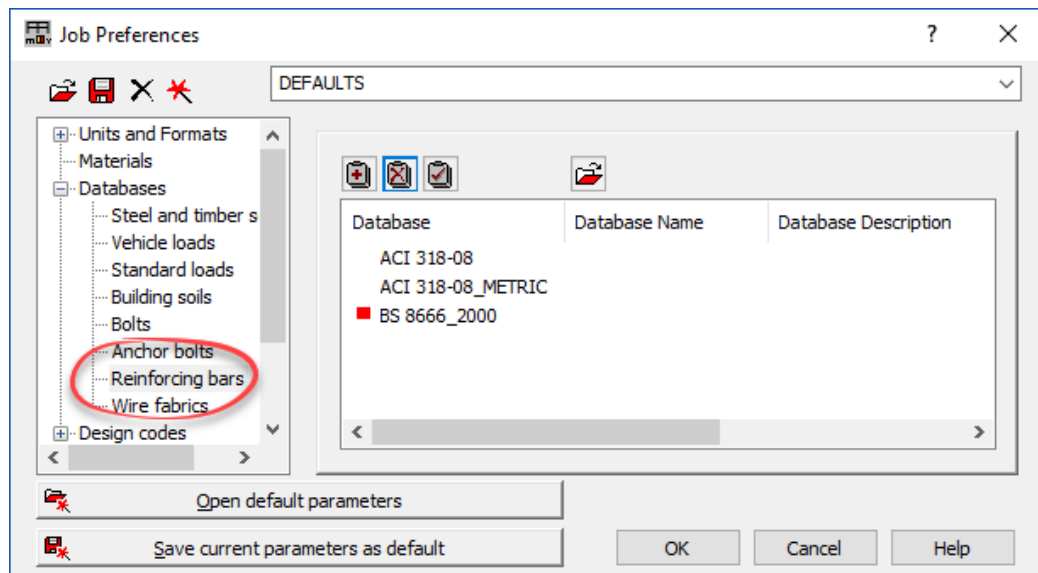 Job Preferences
?
DEFAULTS
Units and Formats
Materials
Databases
Steel and timber s
Vehicle loads
Standard loads
Building soils
Bolts
Anchor bolts
Reinforcing bars
Wire fabrics
Design codes
Database Database Name Database Description
ACI 318-08
ACI 318-08_METRIC
BS 8666_2000
Open default parameters
Save current parameters as default
OK Cancel Help